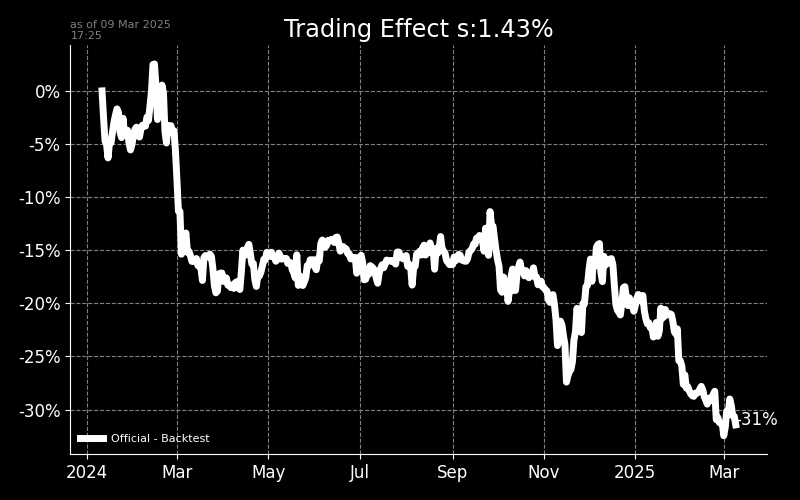 as of 09 Mar 2025
17:25
Trading Effect s:1.43%
0%
-5%
-10%
-15%
-20%
-25%
-30%
-31%
Official - Backtest
2024 Mar May Jul Sep Nov 2025 Mar